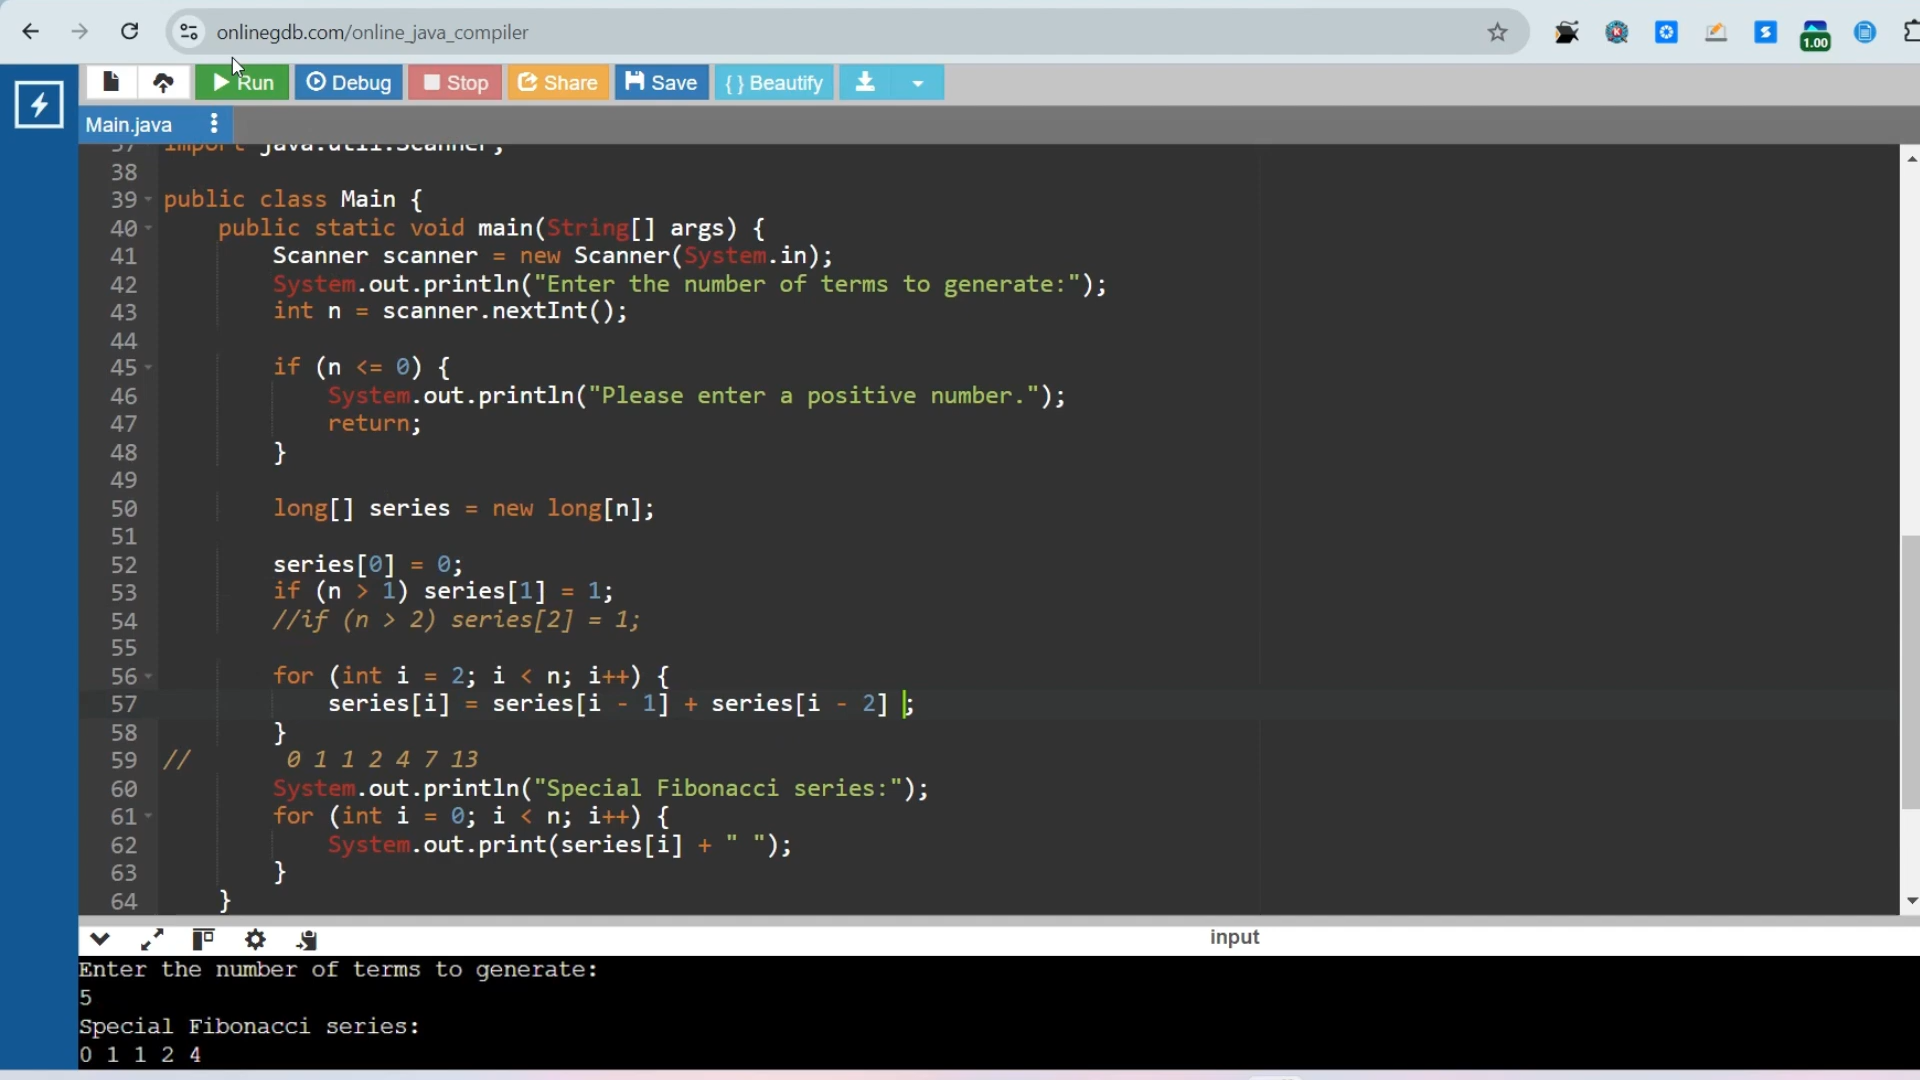 onlinegdb.com/online_java_compiler
1.00
Run Debug Stop Share Save { } Beautify
Main.java
37 import java.util.Scanner;
38
39 public class Main {
40 public static void main(String[] args) {
41 Scanner scanner = new Scanner(System.in);
42 System.out.println("Enter the number of terms to generate:");
43 int n = scanner.nextInt();
44
45 if (n <= 0) {
46 System.out.println("Please enter a positive number.");
47 return;
48 }
49
50 long[] series = new long[n];
51
52 series[0] = 0;
53 if (n > 1) series[1] = 1;
54 //if (n > 2) series[2] = 1;
55
56 for (int i = 2; i < n; i++) {
57 series[i] = series[i - 1] + series[i - 2] ;
58 }
59 // 0 1 1 2 4 7 13
60 System.out.println("Special Fibonacci series:");
61 for (int i = 0; i < n; i++) {
62 System.out.print(series[i] + " ");
63 }
64 }
input
Enter the number of terms to generate:
5
Special Fibonacci series:
0 1 1 2 4